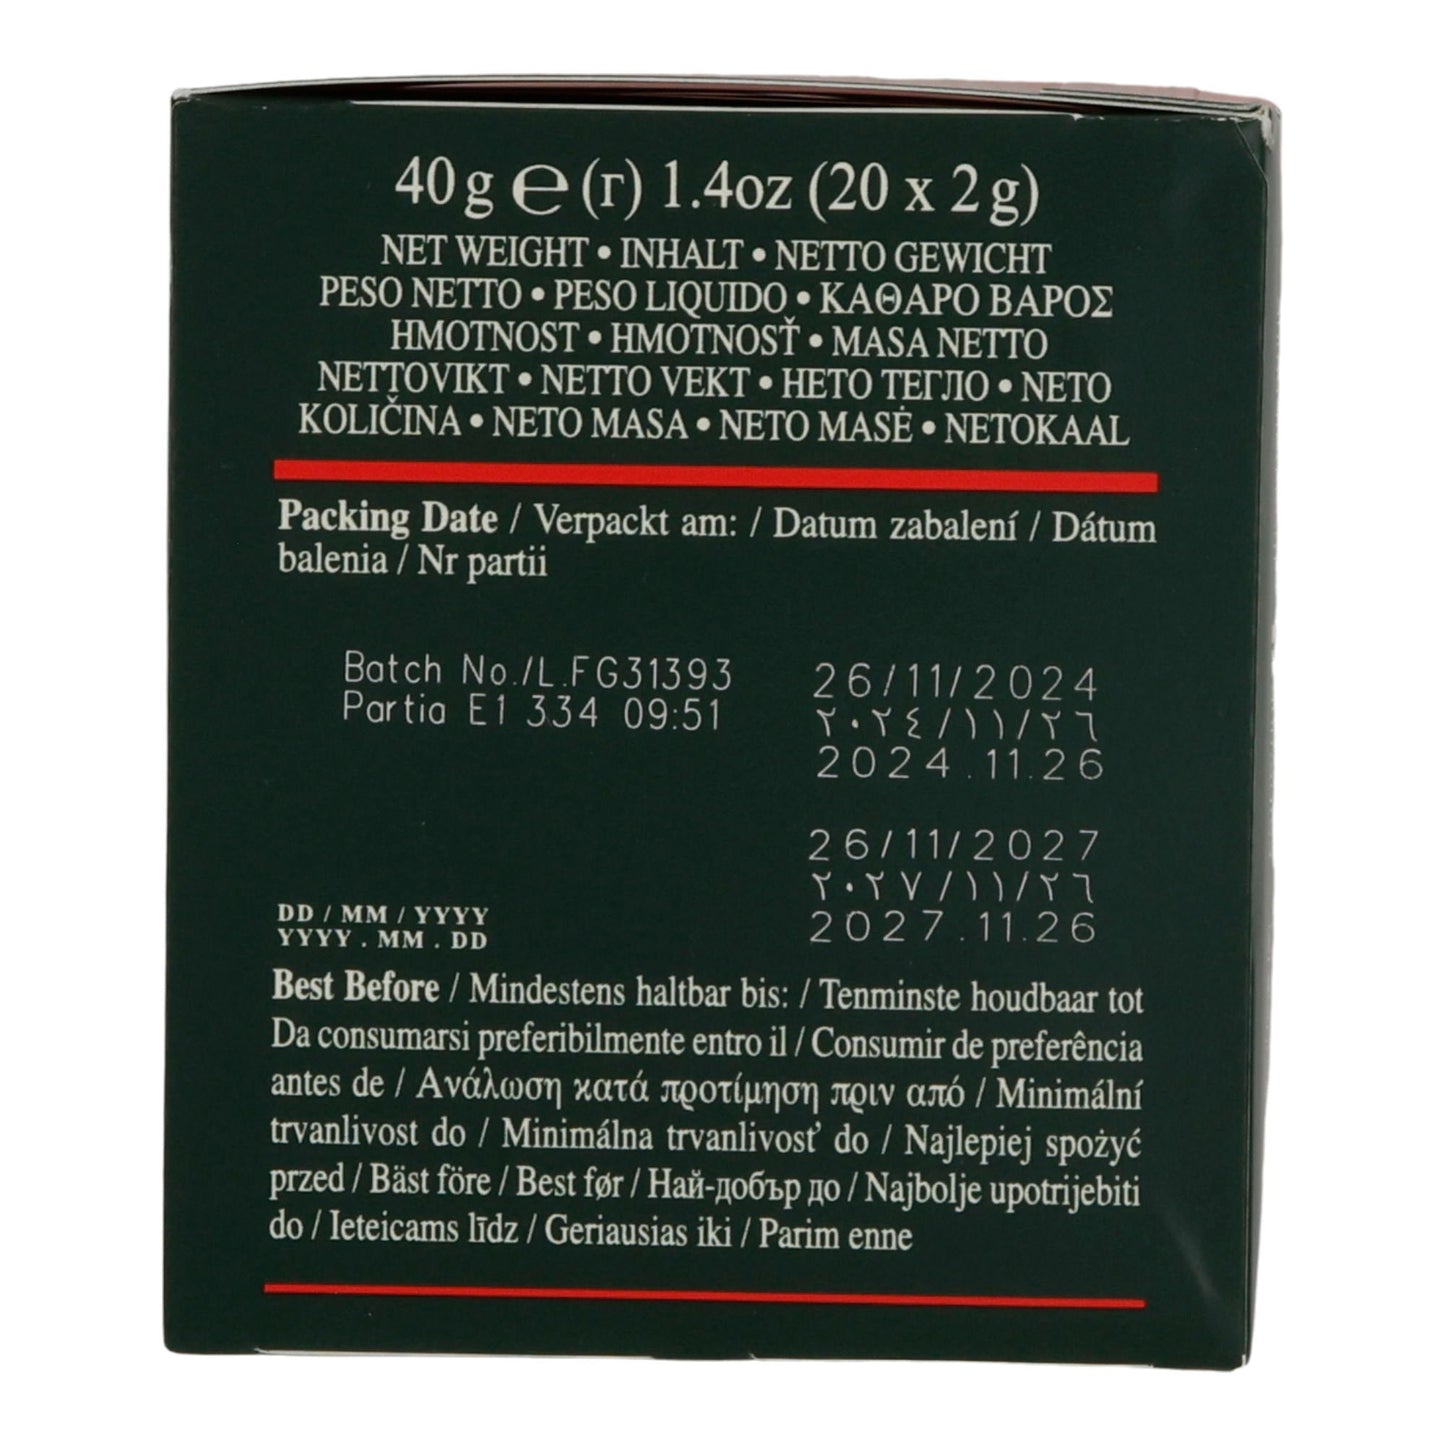 40 g ℮ (г) 1.4oz (20 x 2 g)
NET WEIGHT • INHALT • NETTO GEWICHT
PESO NETTO • PESO LIQUIDO • ΚΑΘΑΡΟ ΒΑΡΟΣ
HMOTNOST • HMOTNOSŤ • MASA NETTO
NETTOVIKT • NETTO VEKT • НЕТО ТЕГЛО • NETO
KOLIČINA • NETO MASA • NETO MASĖ • NETOKAAL
Packing Date / Verpackt am: / Datum zabalení / Dátum
balenia / Nr partii
Batch No./L.FG31393
Partia E1 334 09:51
26/11/2024
٢٠٢٤/١١/٢٦
2024.11.26
26/11/2027
٢٠٢٧/١١/٢٦
2027.11.26
DD / MM / YYYY
YYYY . MM . DD
Best Before / Mindestens haltbar bis: / Tenminste houdbaar tot
Da consumarsi preferibilmente entro il / Consumir de preferência
antes de / Ανάλωση κατά προτίμηση πριν από / Minimální
trvanlivost do / Minimálna trvanlivosť do / Najlepiej spożyć
przed / Bäst före / Best før / Най-добър до / Najbolje upotrijebiti
do / Ieteicams līdz / Geriausias iki / Parim enne